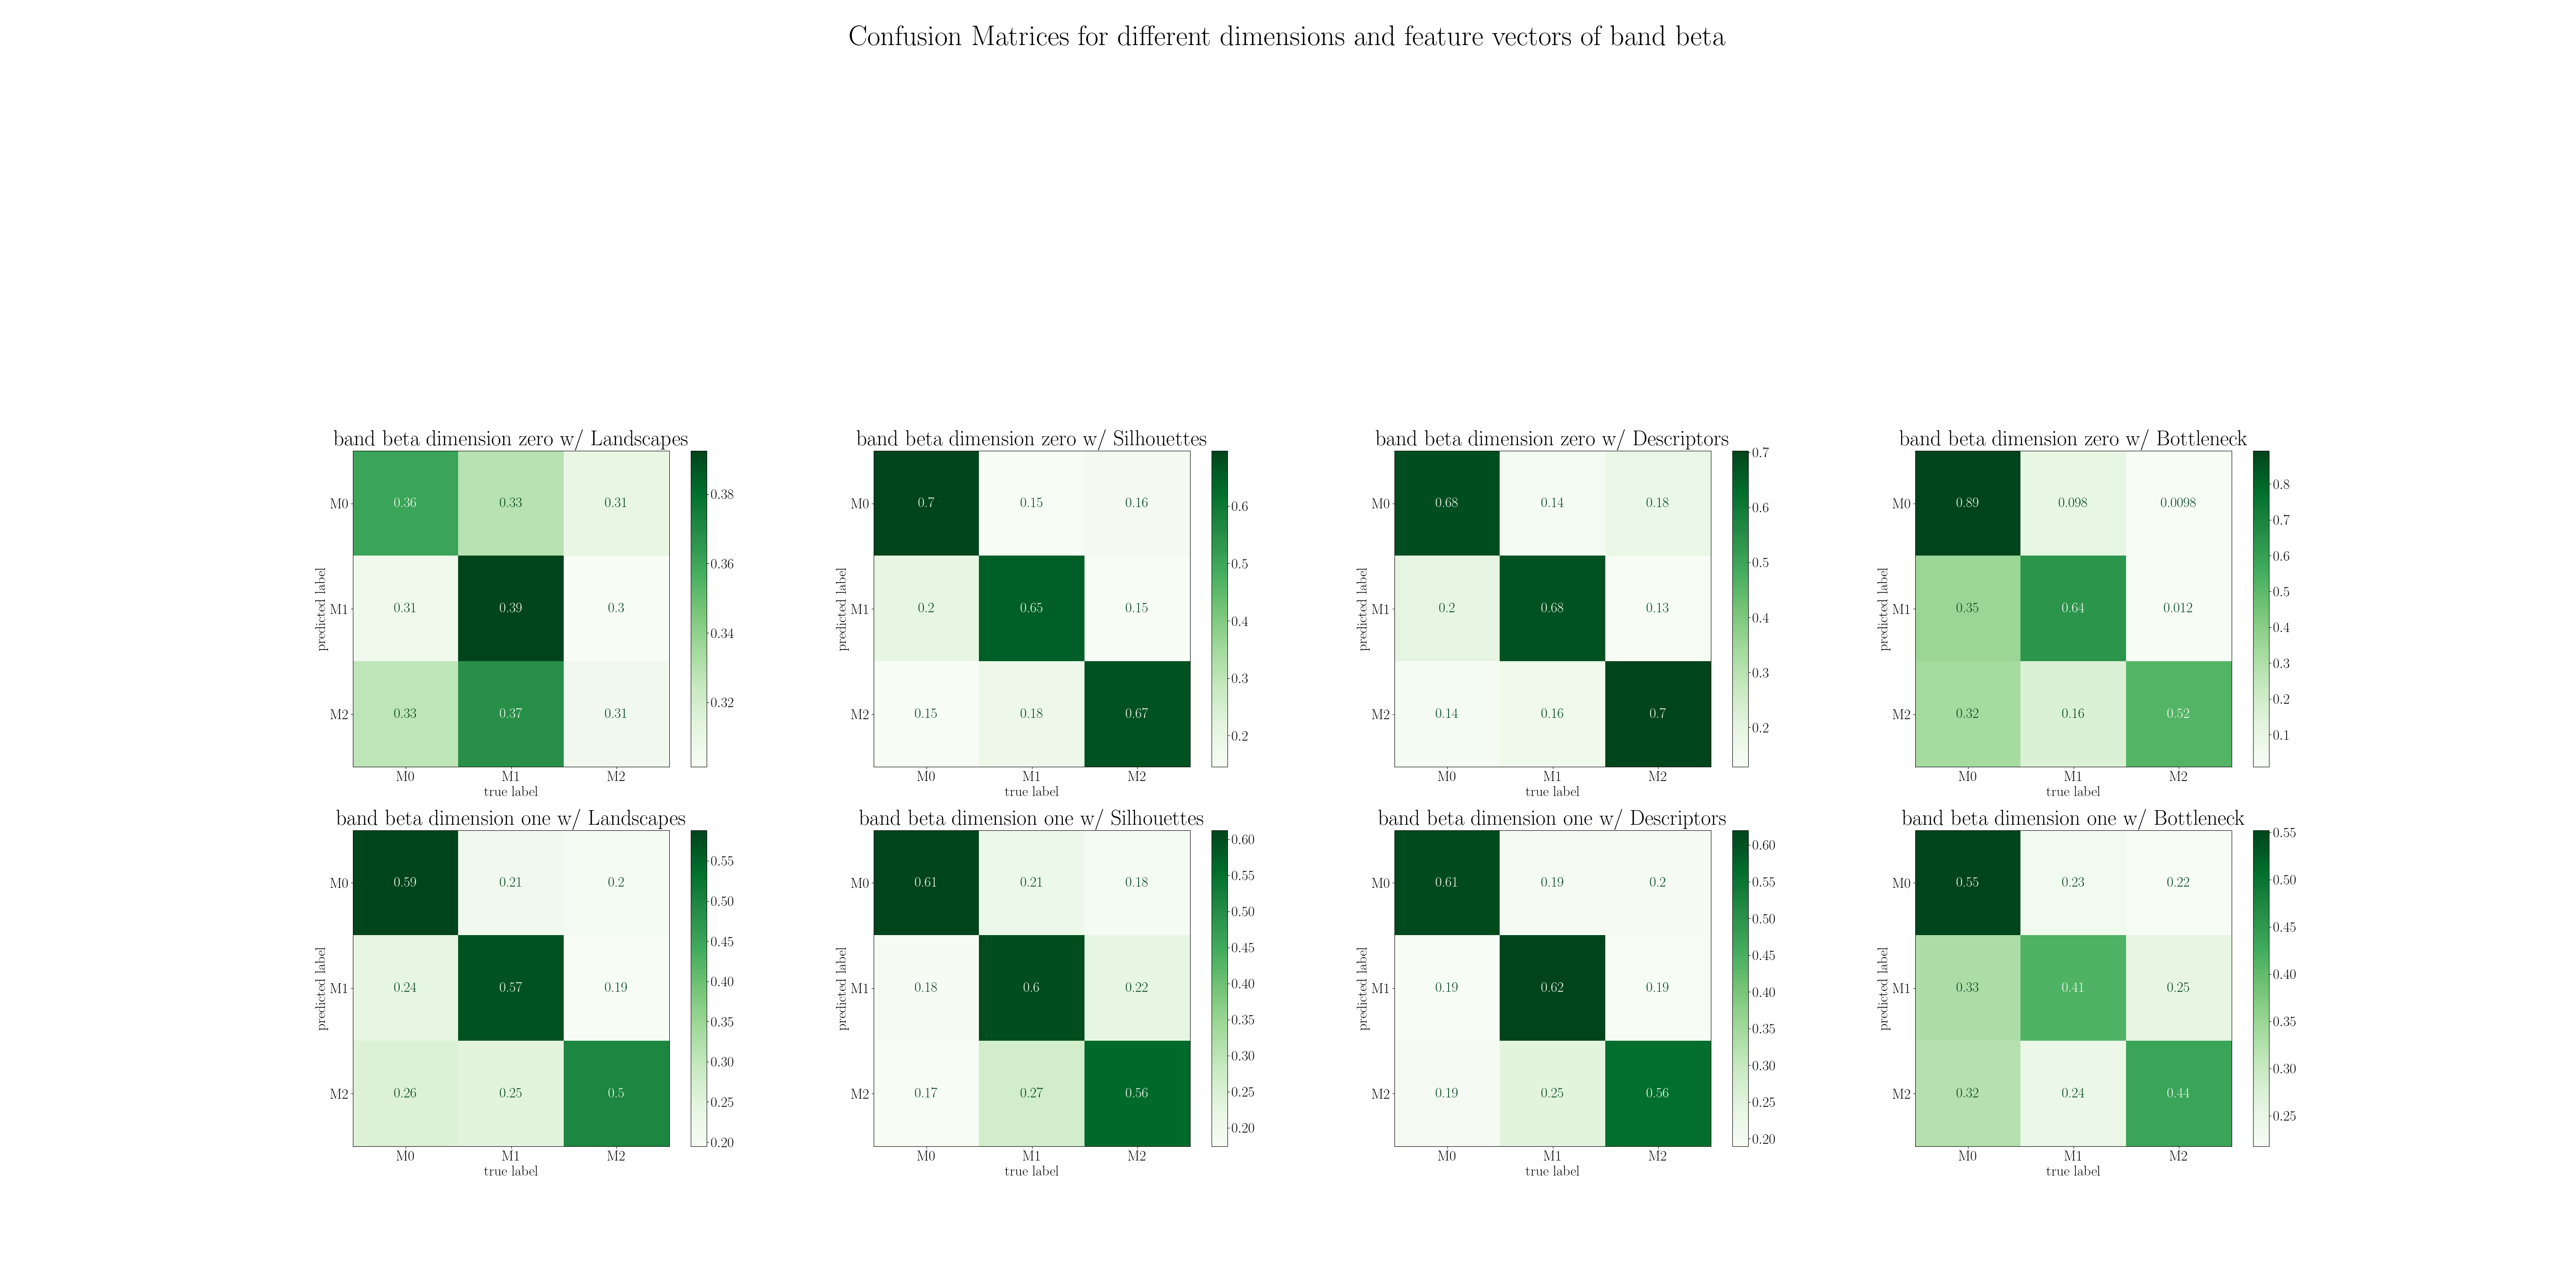 Confusion Matrices for different dimensions and feature vectors of band beta
band beta dimension zero w/ Landscapes
M0 0.36 0.33 0.31
M1 0.31 0.39 0.3
M2 0.33 0.37 0.31
M0 M1 M2
true label
predicted label
0.38
0.36
0.34
0.32
band beta dimension zero w/ Silhouettes
M0 0.7 0.15 0.16
M1 0.2 0.65 0.15
M2 0.15 0.18 0.67
M0 M1 M2
true label
predicted label
0.6
0.5
0.4
0.3
0.2
band beta dimension zero w/ Descriptors
M0 0.68 0.14 0.18
M1 0.2 0.68 0.13
M2 0.14 0.16 0.7
M0 M1 M2
true label
predicted label
0.7
0.6
0.5
0.4
0.3
0.2
band beta dimension zero w/ Bottleneck
M0 0.89 0.098 0.0098
M1 0.35 0.64 0.012
M2 0.32 0.16 0.52
M0 M1 M2
true label
predicted label
0.8
0.7
0.6
0.5
0.4
0.3
0.2
0.1
band beta dimension one w/ Landscapes
M0 0.59 0.21 0.2
M1 0.24 0.57 0.19
M2 0.26 0.25 0.5
M0 M1 M2
true label
predicted label
0.55
0.50
0.45
0.40
0.35
0.30
0.25
0.20
band beta dimension one w/ Silhouettes
M0 0.61 0.21 0.18
M1 0.18 0.6 0.22
M2 0.17 0.27 0.56
M0 M1 M2
true label
predicted label
0.60
0.55
0.50
0.45
0.40
0.35
0.30
0.25
0.20
band beta dimension one w/ Descriptors
M0 0.61 0.19 0.2
M1 0.19 0.62 0.19
M2 0.19 0.25 0.56
M0 M1 M2
true label
predicted label
0.60
0.55
0.50
0.45
0.40
0.35
0.30
0.25
0.20
band beta dimension one w/ Bottleneck
M0 0.55 0.23 0.22
M1 0.33 0.41 0.25
M2 0.32 0.24 0.44
M0 M1 M2
true label
predicted label
0.55
0.50
0.45
0.40
0.35
0.30
0.25